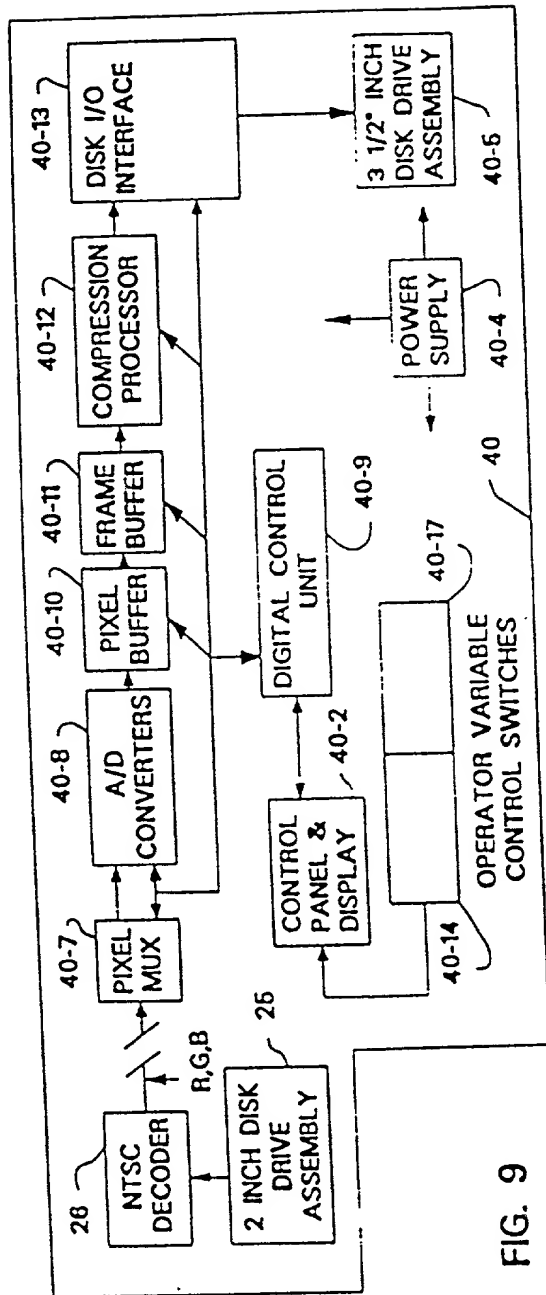 40-7
40-8
40-10
40-11
40-12
40-13
PIXEL
MUX
A/D
CONVERTERS
PIXEL
BUFFER
FRAME
BUFFER
COMPRESSION
PROCESSOR
DISK I/O
INTERFACE
26
NTSC
DECODER
R,G,B
2 INCH DISK
DRIVE
ASSEMBLY
25
CONTROL
PANEL &
DISPLAY
40-2
DIGITAL CONTROL
UNIT
40-9
POWER
SUPPLY
40-4
3 1/2" INCH
DISK DRIVE
ASSEMBLY
40-5
40-14
40-17
40
OPERATOR VARIABLE
CONTROL SWITCHES
FIG. 9